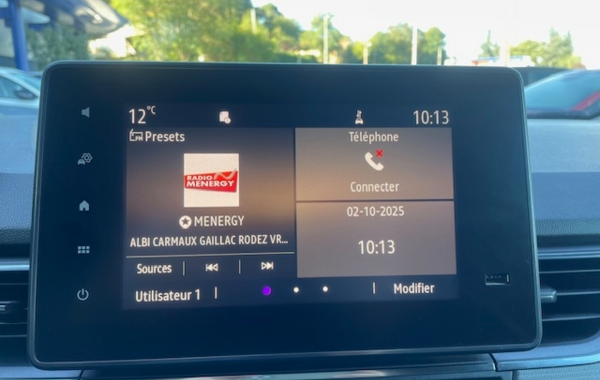 12°C
10:13
Presets
Téléphone
RADIO
MENERGY
Connecter
MENERGY
02-10-2025
ALBI CARMAUX GAILLAC RODEZ VR...
10:13
Sources
Utilisateur 1
Modifier